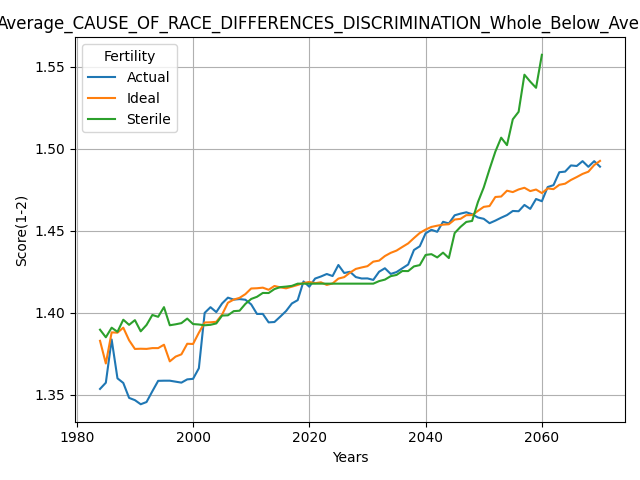 Average_CAUSE_OF_RACE_DIFFERENCES_DISCRIMINATION_Whole_Below_Ave
Fertility
Actual
Ideal
Sterile
Score(1-2)
1.55
1.50
1.45
1.40
1.35
1980 2000 2020 2040 2060
Years